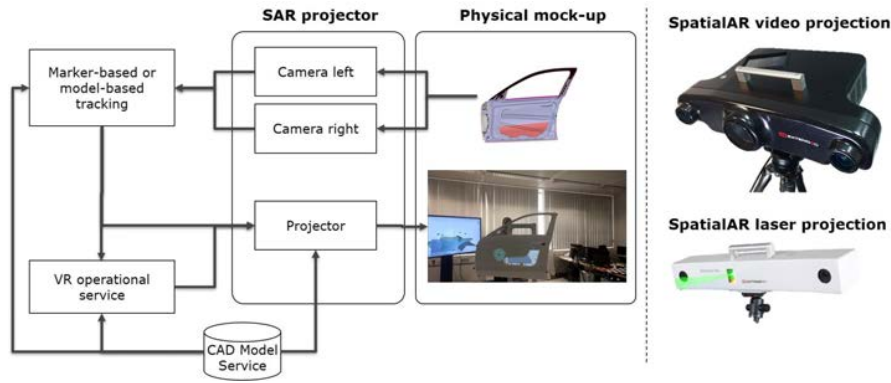 SAR projector
Physical mock-up
SpatialAR video projection
Marker-based or
model-based
tracking
Camera left
Camera right
Projector
VR operational
service
CAD Model
Service
SpatialAR laser projection